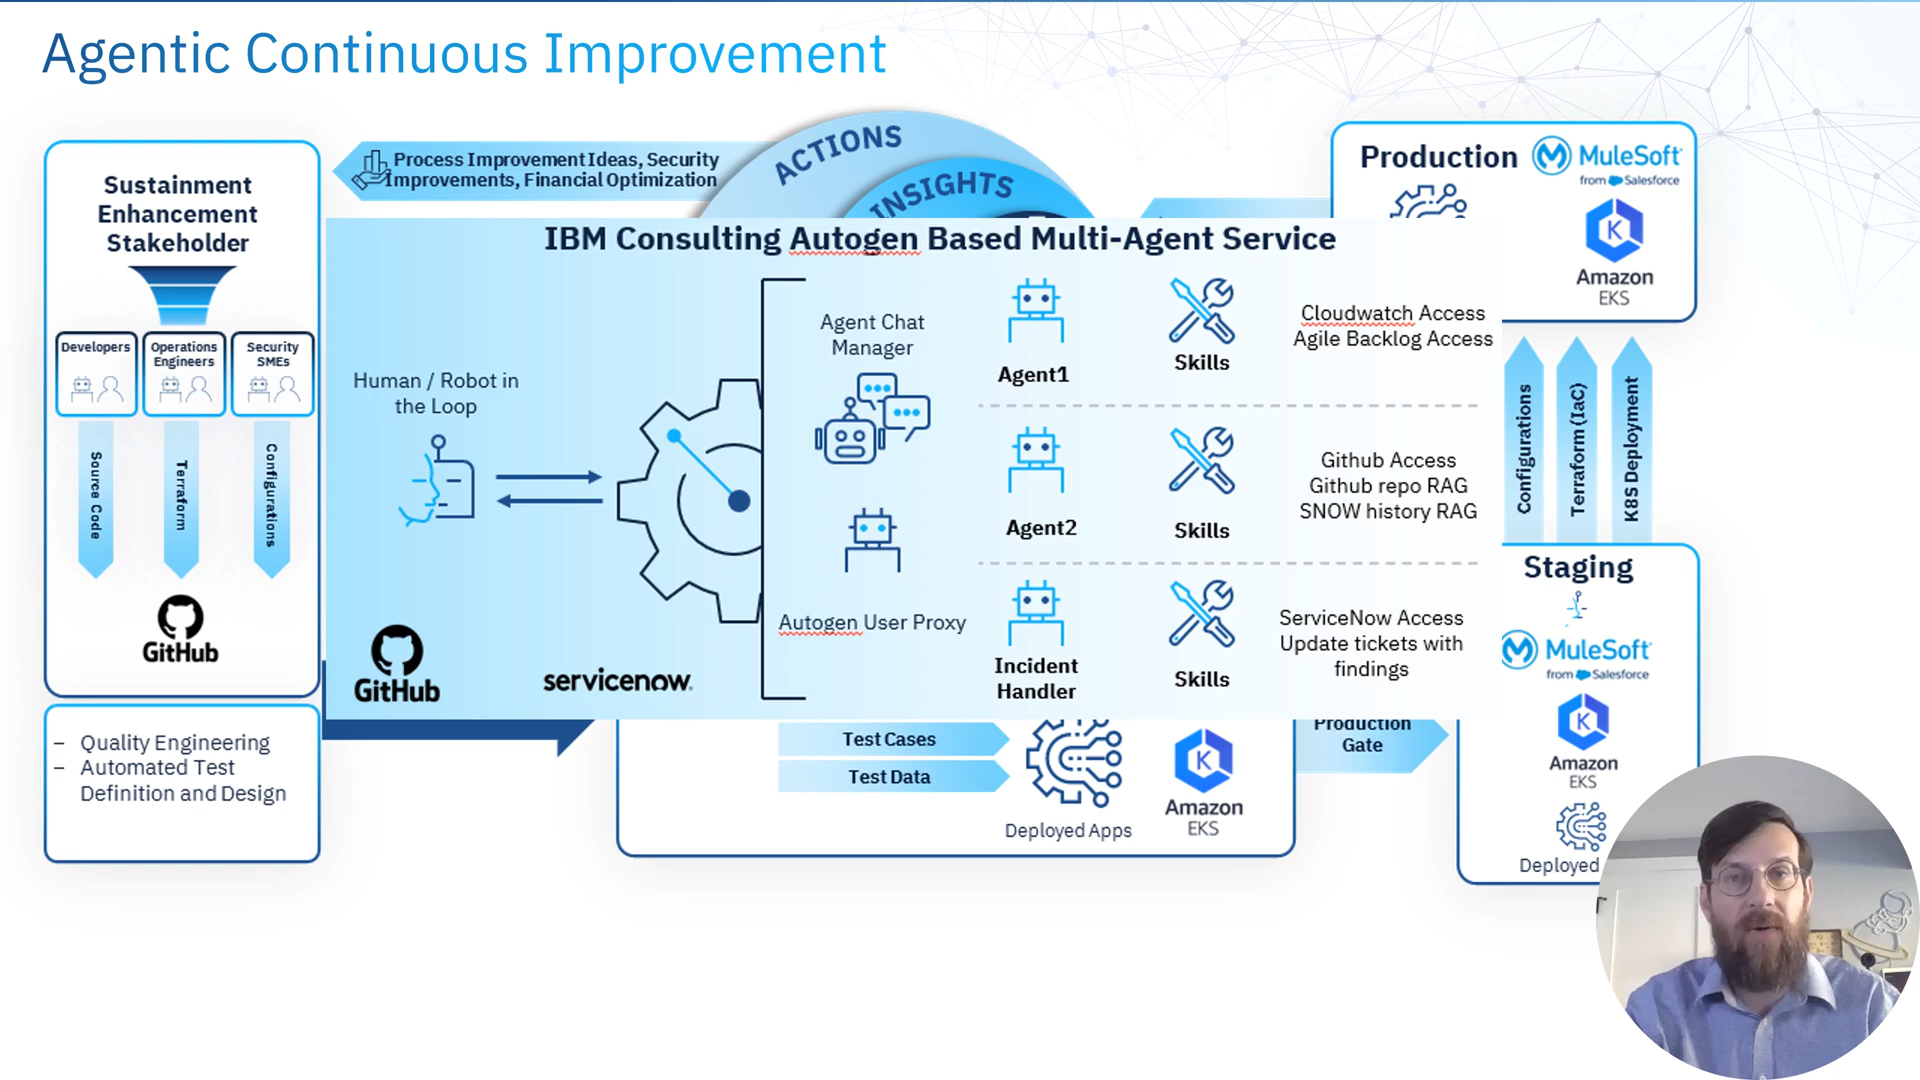 Agentic Continuous Improvement
Sustainment
Enhancement
Stakeholder
Developers
Operations
Engineers
Security
SMEs
Source Code
Terraform
Configurations
GitHub
– Quality Engineering
– Automated Test
Definition and Design
Process Improvement Ideas, Security
Improvements, Financial Optimization
ACTIONS
INSIGHTS
IBM Consulting Autogen Based Multi-Agent Service
Human / Robot in
the Loop
GitHub
servicenow
Agent Chat
Manager
Autogen User Proxy
Agent1
Skills
Cloudwatch Access
Agile Backlog Access
Agent2
Skills
Github Access
Github repo RAG
SNOW history RAG
Incident
Handler
Skills
ServiceNow Access
Update tickets with
findings
Test Cases
Test Data
Deployed Apps
Amazon
EKS
Production
Gate
Production
MuleSoft
from Salesforce
Amazon
EKS
Configurations
Terraform (IaC)
K8S Deployment
Staging
MuleSoft
from Salesforce
Amazon
EKS
Deployed